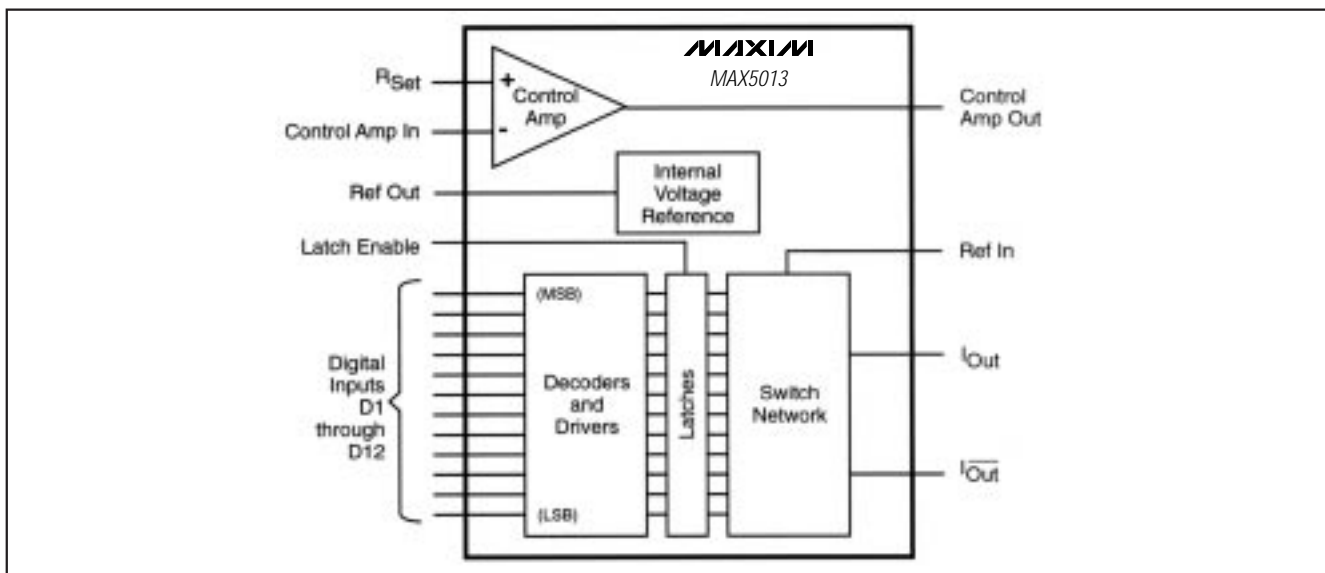 MAXIM
MAX5013
RSet
+
Control
Amp
-
Control Amp In
Control
Amp Out
Internal
Voltage
Reference
Ref Out
Latch Enable
Ref In
(MSB)
Digital
Inputs
D1
through
D12
Decoders
and
Drivers
Latches
Switch
Network
IOut
IOut
(LSB)